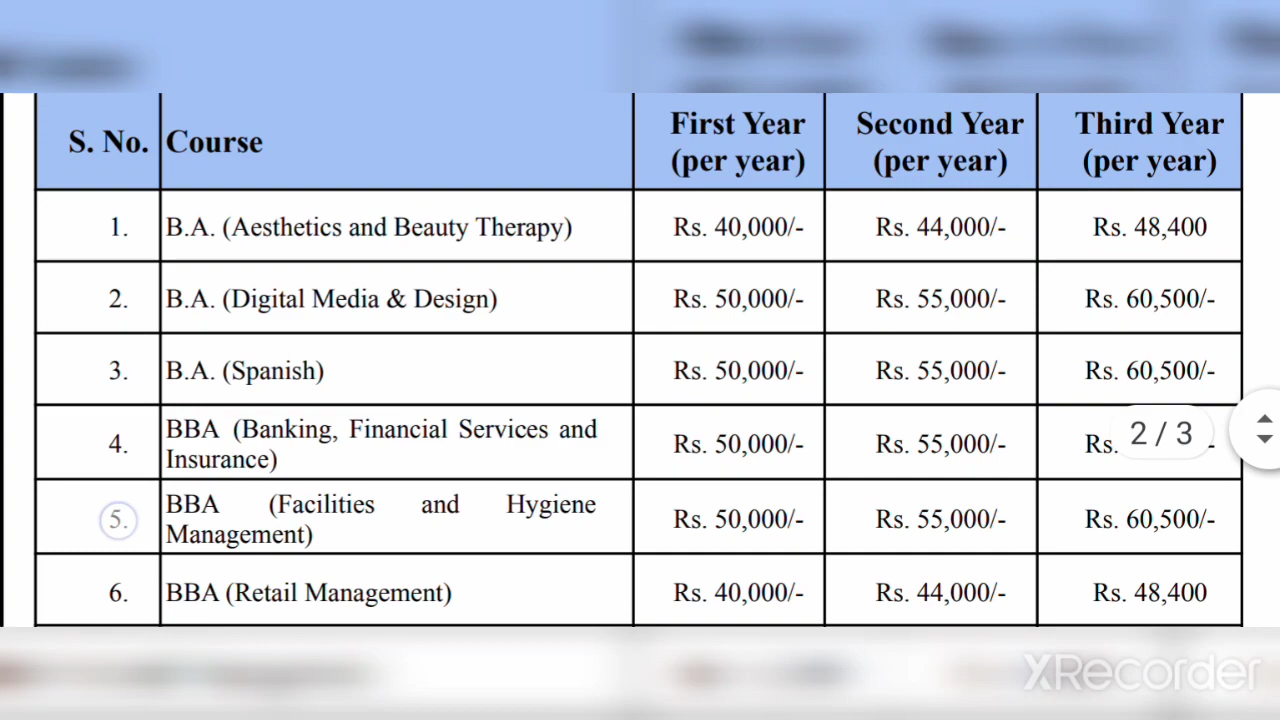 S. No. Course First Year (per year) Second Year (per year) Third Year (per year)
1. B.A. (Aesthetics and Beauty Therapy) Rs. 40,000/- Rs. 44,000/- Rs. 48,400
2. B.A. (Digital Media & Design) Rs. 50,000/- Rs. 55,000/- Rs. 60,500/-
3. B.A. (Spanish) Rs. 50,000/- Rs. 55,000/- Rs. 60,500/-
4. BBA (Banking, Financial Services and Insurance) Rs. 50,000/- Rs. 55,000/- Rs.
2 / 3
5. BBA (Facilities and Hygiene Management) Rs. 50,000/- Rs. 55,000/- Rs. 60,500/-
6. BBA (Retail Management) Rs. 40,000/- Rs. 44,000/- Rs. 48,400
XRecorder